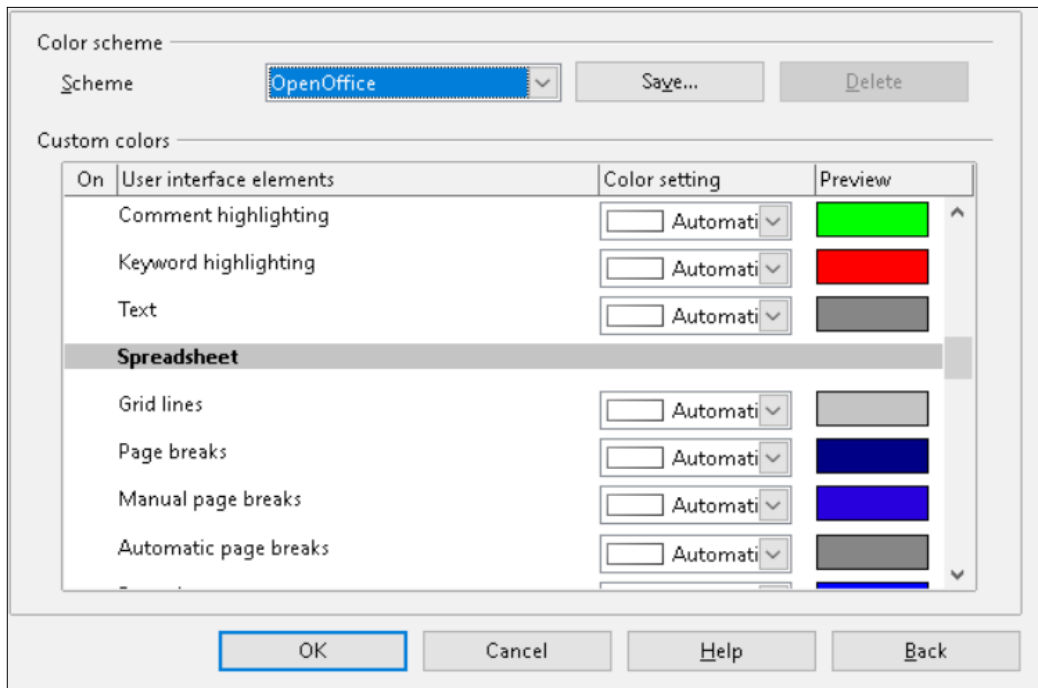 Color scheme
Scheme OpenOffice Save... Delete
Custom colors
On User interface elements Color setting Preview
Comment highlighting Automati
Keyword highlighting Automati
Text Automati
Spreadsheet
Grid lines Automati
Page breaks Automati
Manual page breaks Automati
Automatic page breaks Automati
OK Cancel Help Back